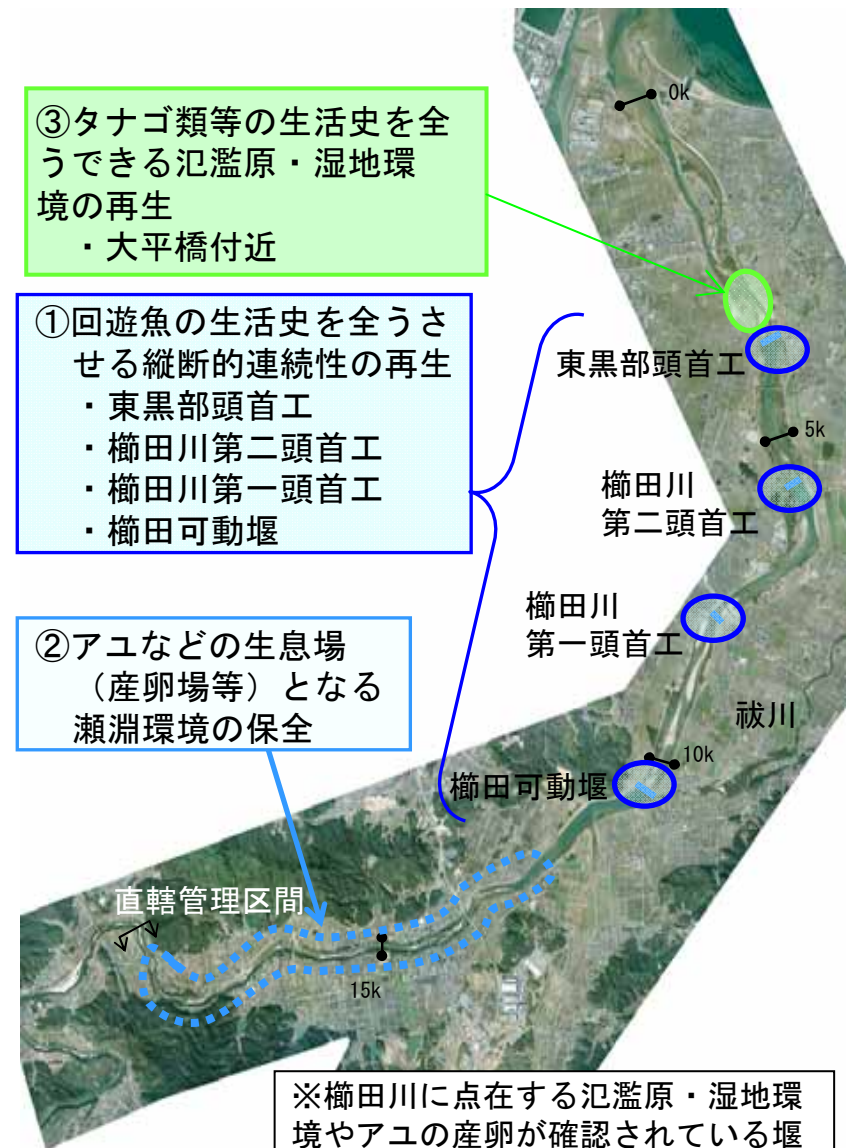 ③タナゴ類等の生活史を全
うできる氾濫原・湿地環
境の再生
・大平橋付近
①回遊魚の生活史を全うさ
せる縦断的連続性の再生
・東黒部頭首工
・櫛田川第二頭首工
・櫛田川第一頭首工
・櫛田可動堰
②アユなどの生息場
（産卵場等）となる
瀬淵環境の保全
0k
東黒部頭首工
5k
櫛田川
第二頭首工
櫛田川
第一頭首工
祓川
10k
櫛田可動堰
直轄管理区間
15k
※櫛田川に点在する氾濫原・湿地環
境やアユの産卵が確認されている堰